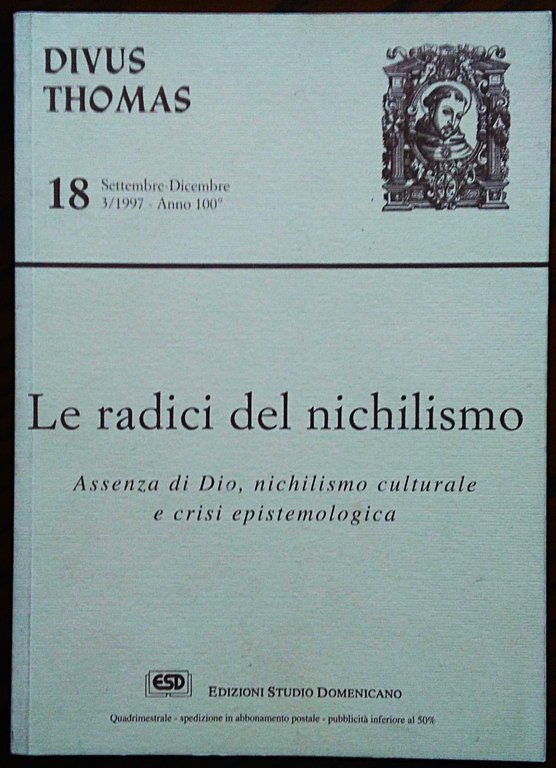 DIVUS
THOMAS
18 Settembre-Dicembre
3/1997 - Anno 100°
Le radici del nichilismo
Assenza di Dio, nichilismo culturale
e crisi epistemologica
ESD EDIZIONI STUDIO DOMENICANO
Quadrimestrale - spedizione in abbonamento postale - pubblicità inferiore al 50%